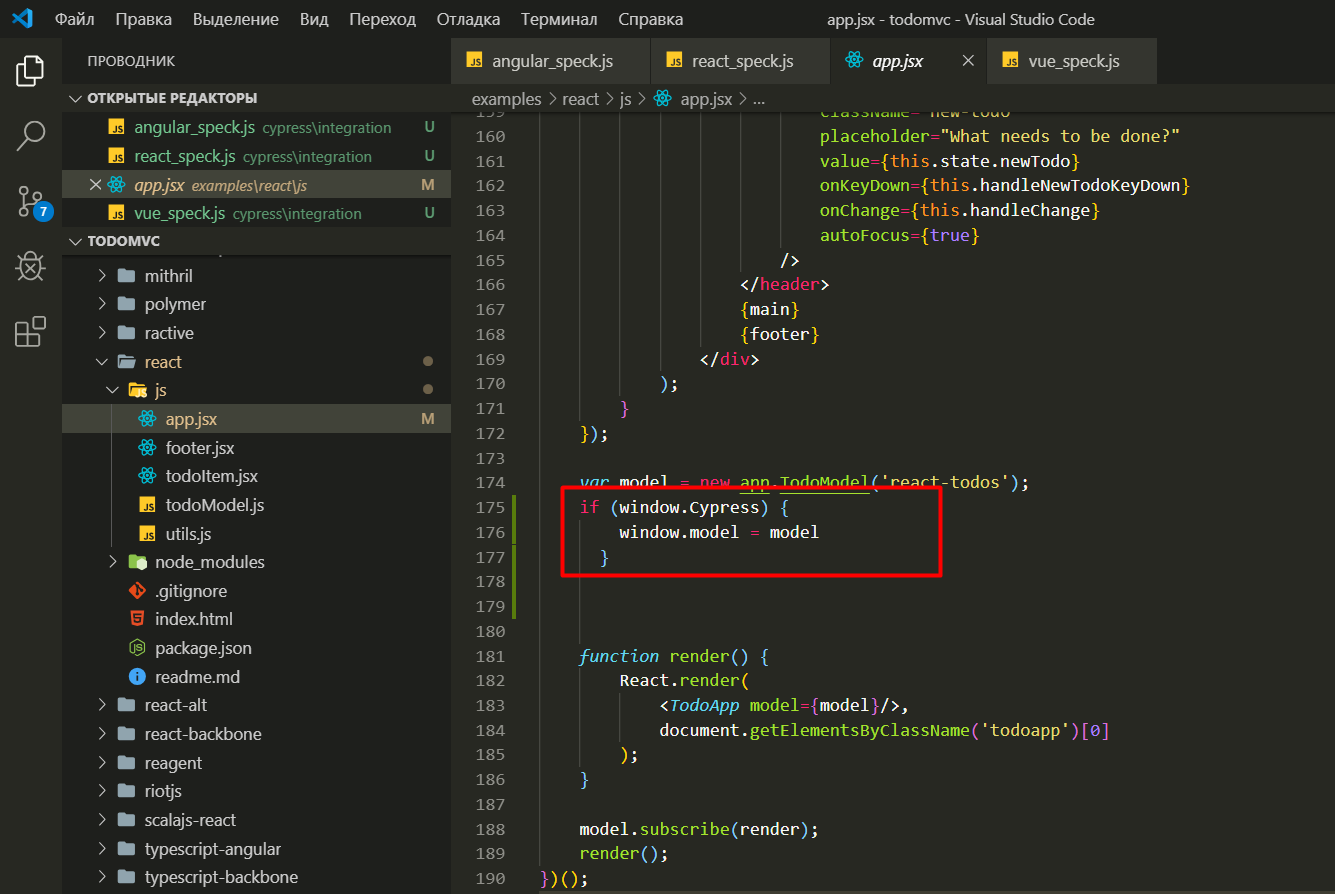 Файл Правка Выделение Вид Переход Отладка Терминал Справка app.jsx - todomvc - Visual Studio Code
ПРОВОДНИК
ОТКРЫТЫЕ РЕДАКТОРЫ
angular_speck.js cypress\integration U
react_speck.js cypress\integration U
app.jsx examples\react\js M
vue_speck.js cypress\integration U
TODOMVC
mithril
polymer
ractive
react
js
app.jsx M
footer.jsx
todoItem.jsx
todoModel.js
utils.js
node_modules
.gitignore
index.html
package.json
readme.md
react-alt
react-backbone
reagent
riotjs
scalajs-react
typescript-angular
typescript-backbone
7
angular_speck.js react_speck.js app.jsx vue_speck.js
examples > react > js > app.jsx > ...
159 className="new-todo"
160 placeholder="What needs to be done?"
161 value={this.state.newTodo}
162 onKeyDown={this.handleNewTodoKeyDown}
163 onChange={this.handleChange}
164 autoFocus={true}
165 />
166 </header>
167 {main}
168 {footer}
169 </div>
170 );
171 }
172 });
173
174 var model = new app.TodoModel('react-todos');
175 if (window.Cypress) {
176 window.model = model
177 }
178
179
180
181 function render() {
182 React.render(
183 <TodoApp model={model}/>,
184 document.getElementsByClassName('todoapp')[0]
185 );
186 }
187
188 model.subscribe(render);
189 render();
190 })();